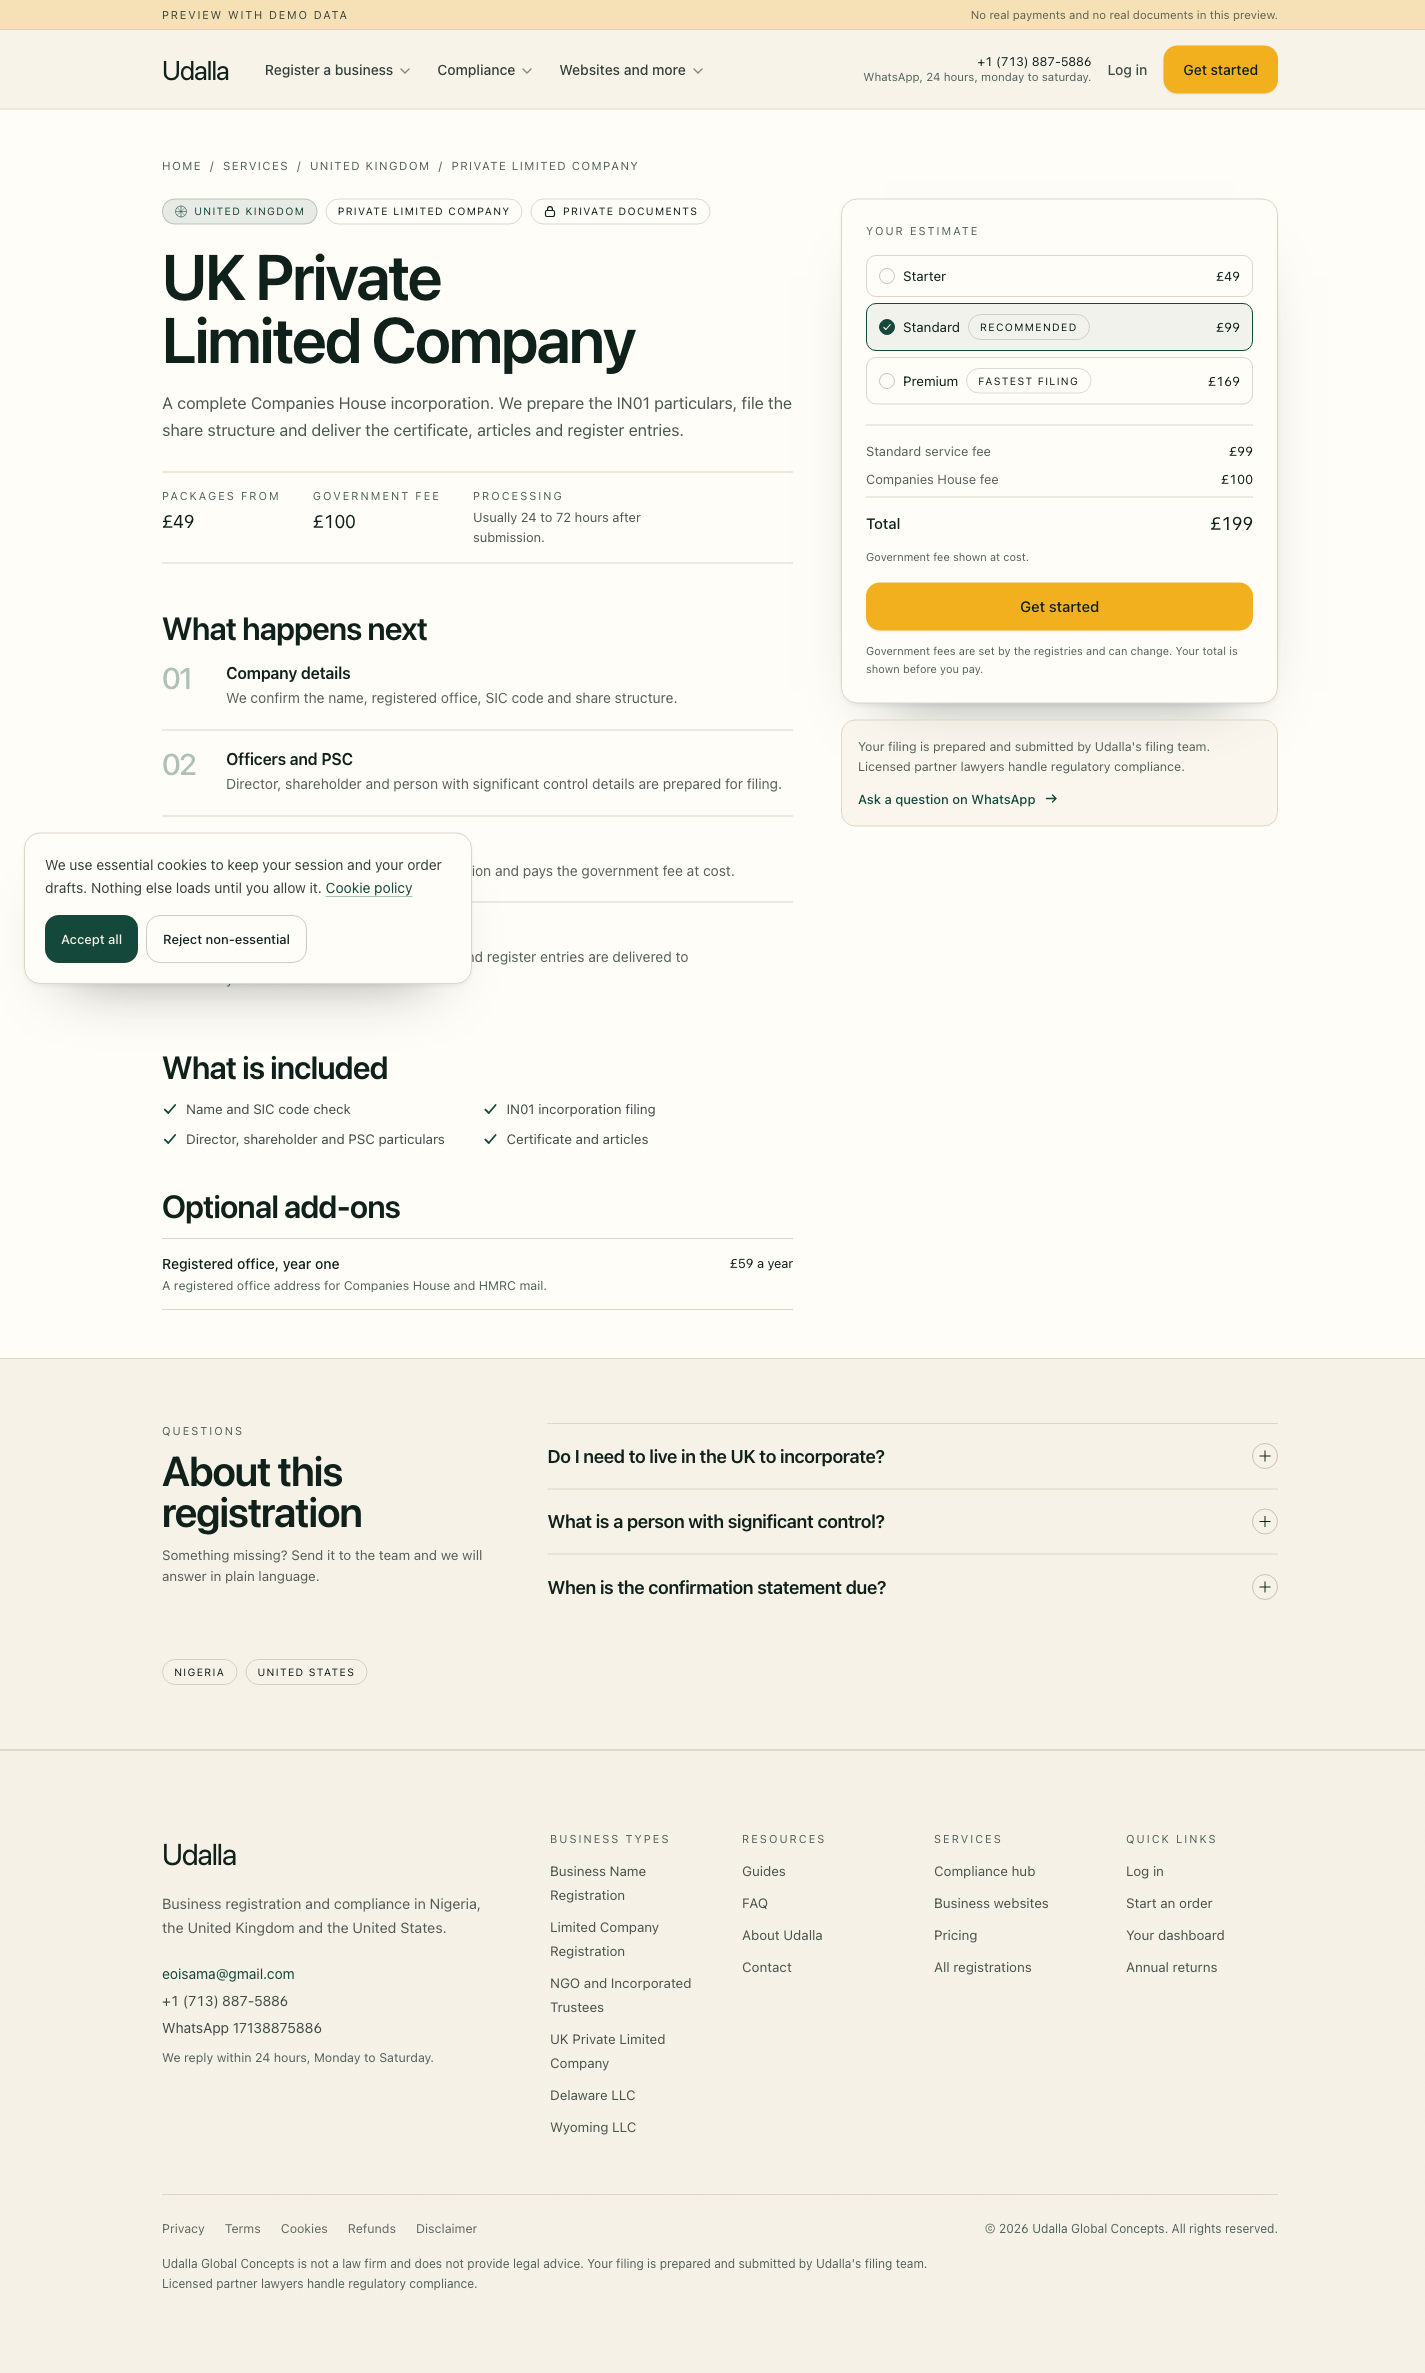 PREVIEW WITH DEMO DATA
No real payments and no real documents in this preview.
Udalla
Register a business
Compliance
Websites and more
+1 (713) 887-5886
WhatsApp, 24 hours, monday to saturday.
Log in
Get started
HOME / SERVICES / UNITED KINGDOM / PRIVATE LIMITED COMPANY
UNITED KINGDOM
PRIVATE LIMITED COMPANY
PRIVATE DOCUMENTS
UK Private
Limited Company
A complete Companies House incorporation. We prepare the IN01 particulars, file the
share structure and deliver the certificate, articles and register entries.
PACKAGES FROM
£49
GOVERNMENT FEE
£100
PROCESSING
Usually 24 to 72 hours after
submission.
YOUR ESTIMATE
Starter
£49
Standard
RECOMMENDED
£99
Premium
FASTEST FILING
£169
Standard service fee
£99
Companies House fee
£100
Total
£199
Government fee shown at cost.
Get started
Government fees are set by the registries and can change. Your total is
shown before you pay.
Your filing is prepared and submitted by Udalla's filing team.
Licensed partner lawyers handle regulatory compliance.
Ask a question on WhatsApp
What happens next
01
Company details
We confirm the name, registered office, SIC code and share structure.
02
Officers and PSC
Director, shareholder and person with significant control details are prepared for filing.
and pays the government fee at cost.
register entries are delivered to
We use essential cookies to keep your session and your order
drafts. Nothing else loads until you allow it. Cookie policy
Accept all
Reject non-essential
What is included
Name and SIC code check
IN01 incorporation filing
Director, shareholder and PSC particulars
Certificate and articles
Optional add-ons
Registered office, year one
£59 a year
A registered office address for Companies House and HMRC mail.
QUESTIONS
About this
registration
Something missing? Send it to the team and we will
answer in plain language.
Do I need to live in the UK to incorporate?
What is a person with significant control?
When is the confirmation statement due?
NIGERIA
UNITED STATES
Udalla
Business registration and compliance in Nigeria,
the United Kingdom and the United States.
eoisama@gmail.com
+1 (713) 887-5886
WhatsApp 17138875886
We reply within 24 hours, Monday to Saturday.
BUSINESS TYPES
Business Name
Registration
Limited Company
Registration
NGO and Incorporated
Trustees
UK Private Limited
Company
Delaware LLC
Wyoming LLC
RESOURCES
Guides
FAQ
About Udalla
Contact
SERVICES
Compliance hub
Business websites
Pricing
All registrations
QUICK LINKS
Log in
Start an order
Your dashboard
Annual returns
Privacy
Terms
Cookies
Refunds
Disclaimer
© 2026 Udalla Global Concepts. All rights reserved.
Udalla Global Concepts is not a law firm and does not provide legal advice. Your filing is prepared and submitted by Udalla's filing team.
Licensed partner lawyers handle regulatory compliance.